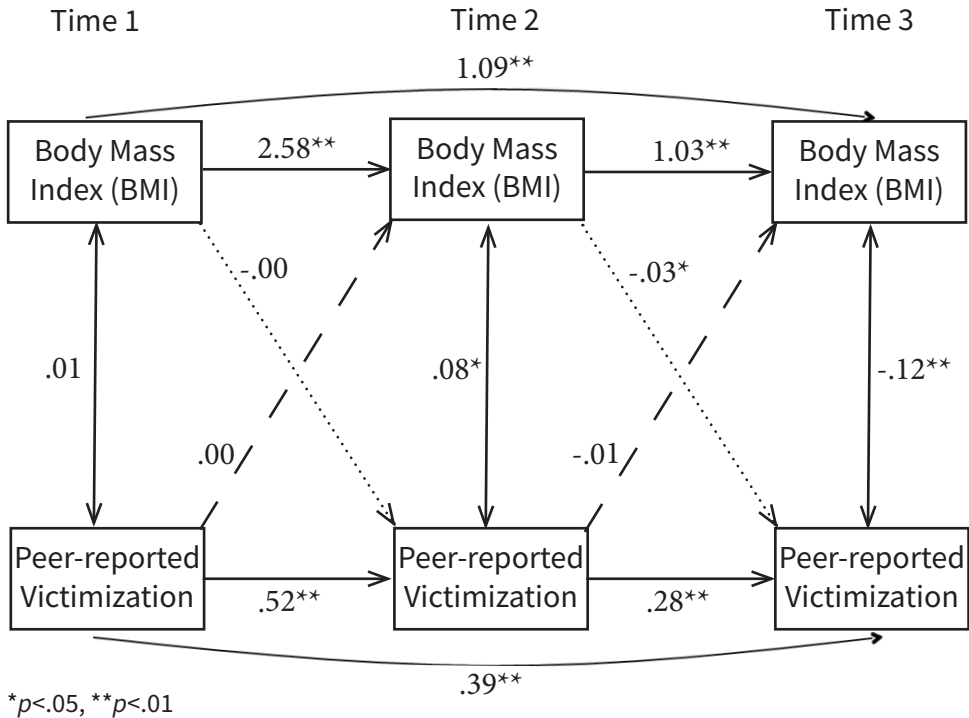 Time 1
Time 2
Time 3
1.09**
Body Mass
Index (BMI)
2.58**
Body Mass
Index (BMI)
1.03**
Body Mass
Index (BMI)
-.00
-.03*
.01
.08*
-.12**
.00
-.01
Peer-reported
Victimization
.52**
Peer-reported
Victimization
.28**
Peer-reported
Victimization
.39**
*p<.05, **p<.01